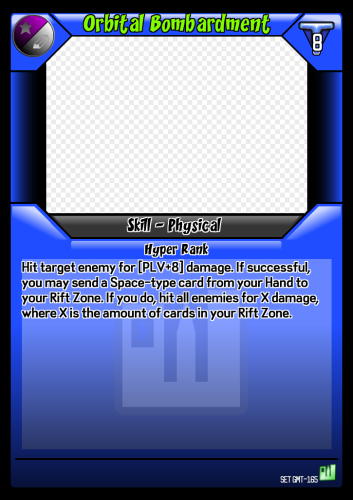 Orbital Bombardment
8
Skill - Physical
Hyper Rank
Hit target enemy for [PLV+8] damage. If successful,
you may send a Space-type card from your Hand to
your Rift Zone. If you do, hit all enemies for X damage,
where X is the amount of cards in your Rift Zone.
SET GMT-165